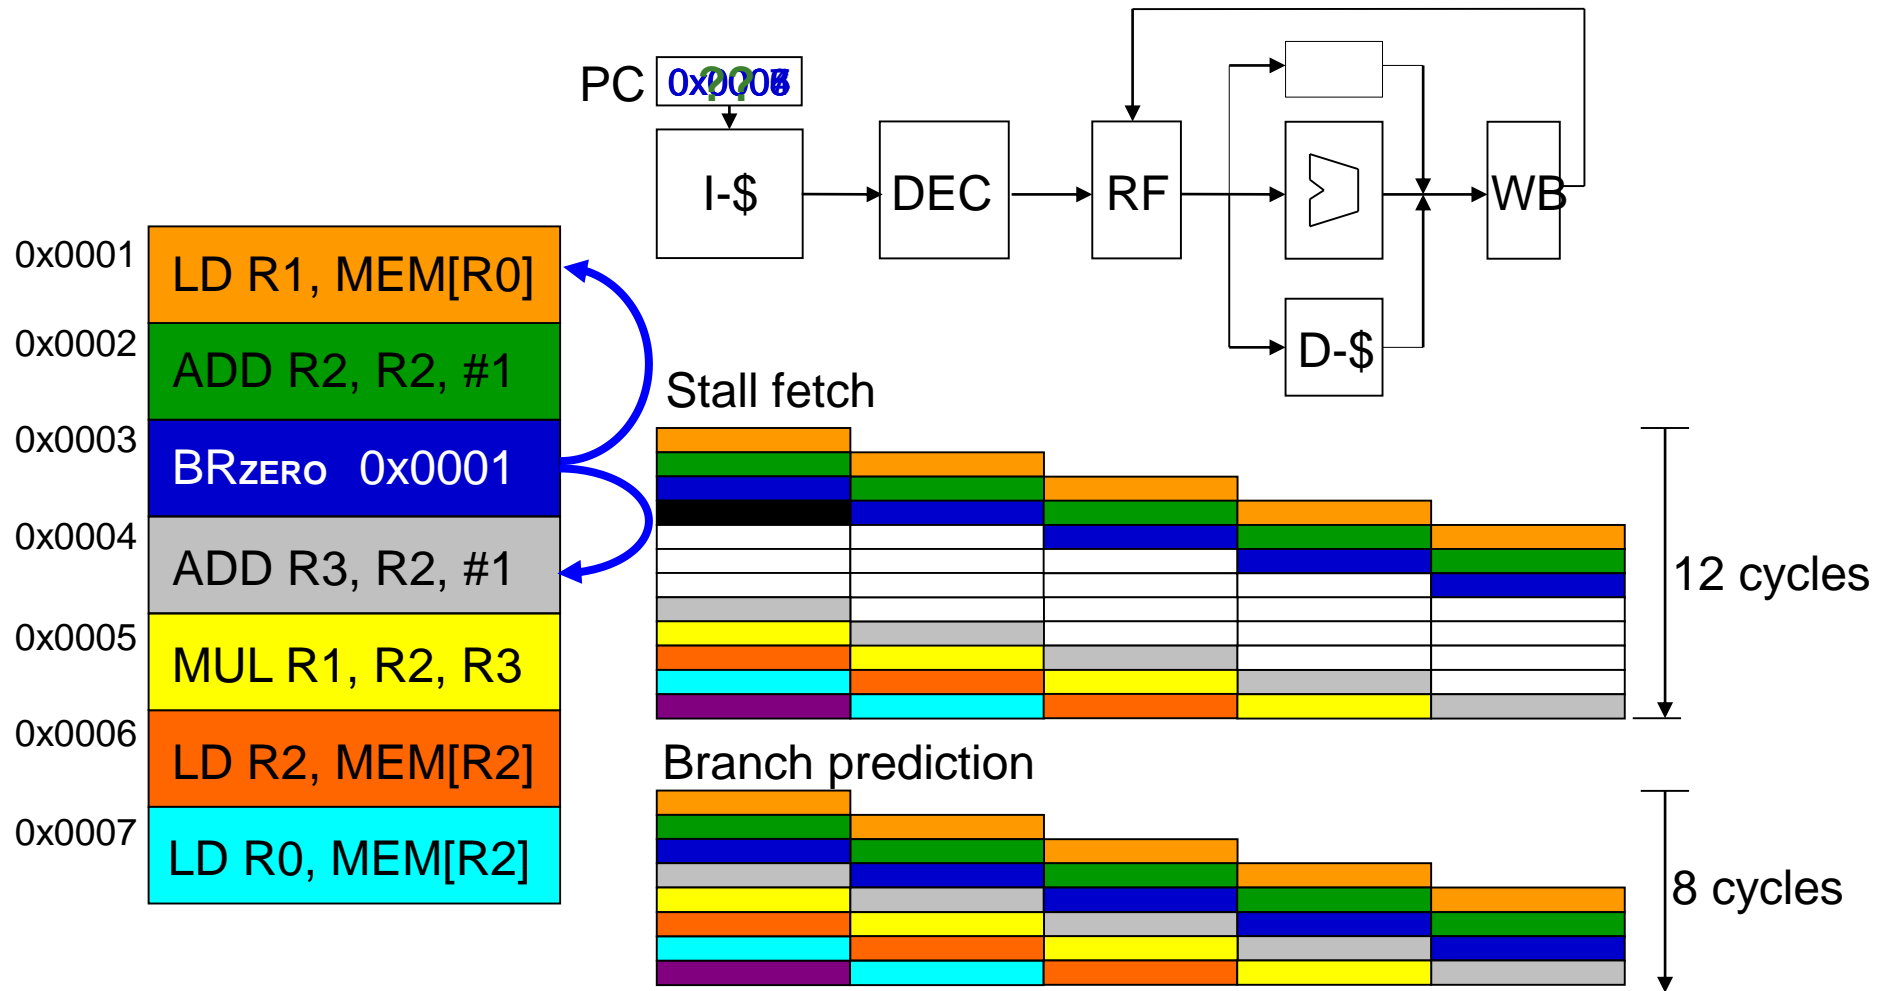 PC
I-$ DEC RF WB
D-$
0x0001 LD R1, MEM[R0]
0x0002 ADD R2, R2, #1
0x0003 BRZERO 0x0001
0x0004 ADD R3, R2, #1
0x0005 MUL R1, R2, R3
0x0006 LD R2, MEM[R2]
0x0007 LD R0, MEM[R2]
Stall fetch
12 cycles
Branch prediction
8 cycles